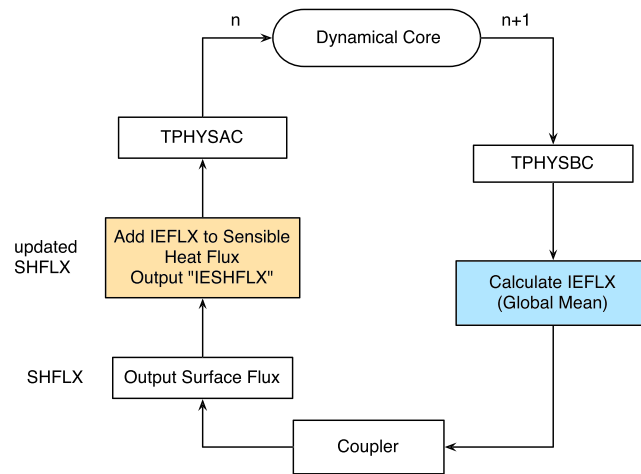 n
Dynamical Core
n+1
TPHYSAC
TPHYSBC
updated
SHFLX
Add IEFLX to Sensible
Heat Flux
Output "IESHFLX"
Calculate IEFLX
(Global Mean)
SHFLX
Output Surface Flux
Coupler